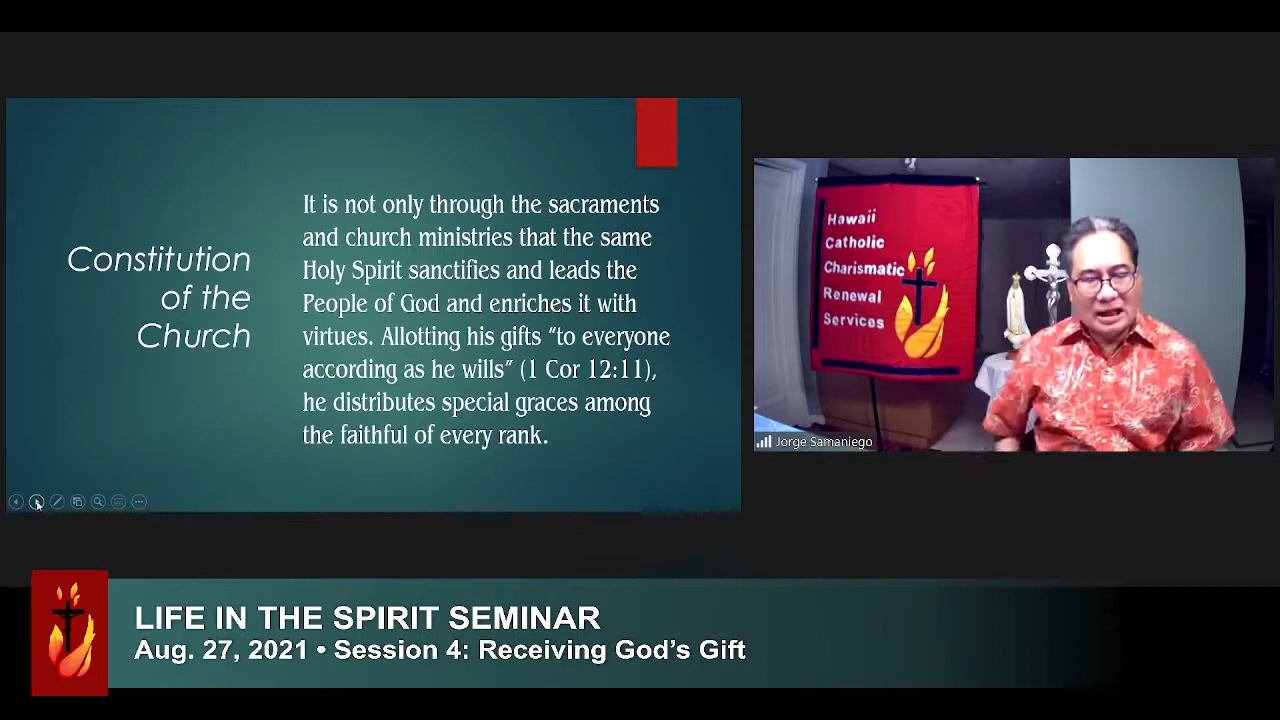 Constitution
of the
Church
It is not only through the sacraments
and church ministries that the same
Holy Spirit sanctifies and leads the
People of God and enriches it with
virtues. Allotting his gifts “to everyone
according as he wills” (1 Cor 12:11),
he distributes special graces among
the faithful of every rank.
Hawaii
Catholic
Charismatic
Renewal
Services
Jorge Samaniego
LIFE IN THE SPIRIT SEMINAR
Aug. 27, 2021 • Session 4: Receiving God’s Gift